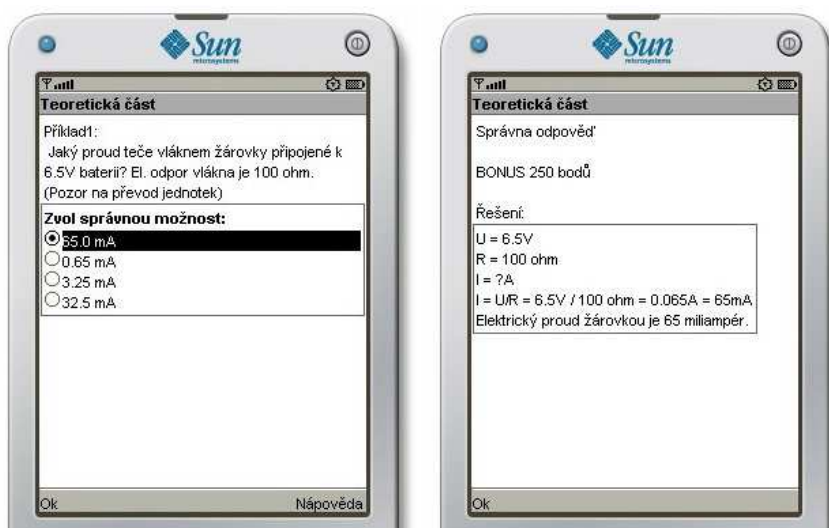 Sun
microsystems
Teoretická část
Příklad1:
Jaký proud teče vláknem žárovky připojené k
6.5V baterii? El. odpor vlákna je 100 ohm.
(Pozor na převod jednotek)
Zvol správnou možnost:
65.0 mA
0.65 mA
3.25 mA
32.5 mA
Ok
Nápověda
Sun
microsystems
Teoretická část
Správna odpověď
BONUS 250 bodů
Řešení:
U = 6.5V
R = 100 ohm
I = ?A
I = U/R = 6.5V / 100 ohm = 0.065A = 65mA
Elektrický proud žárovkou je 65 miliampér.
Ok